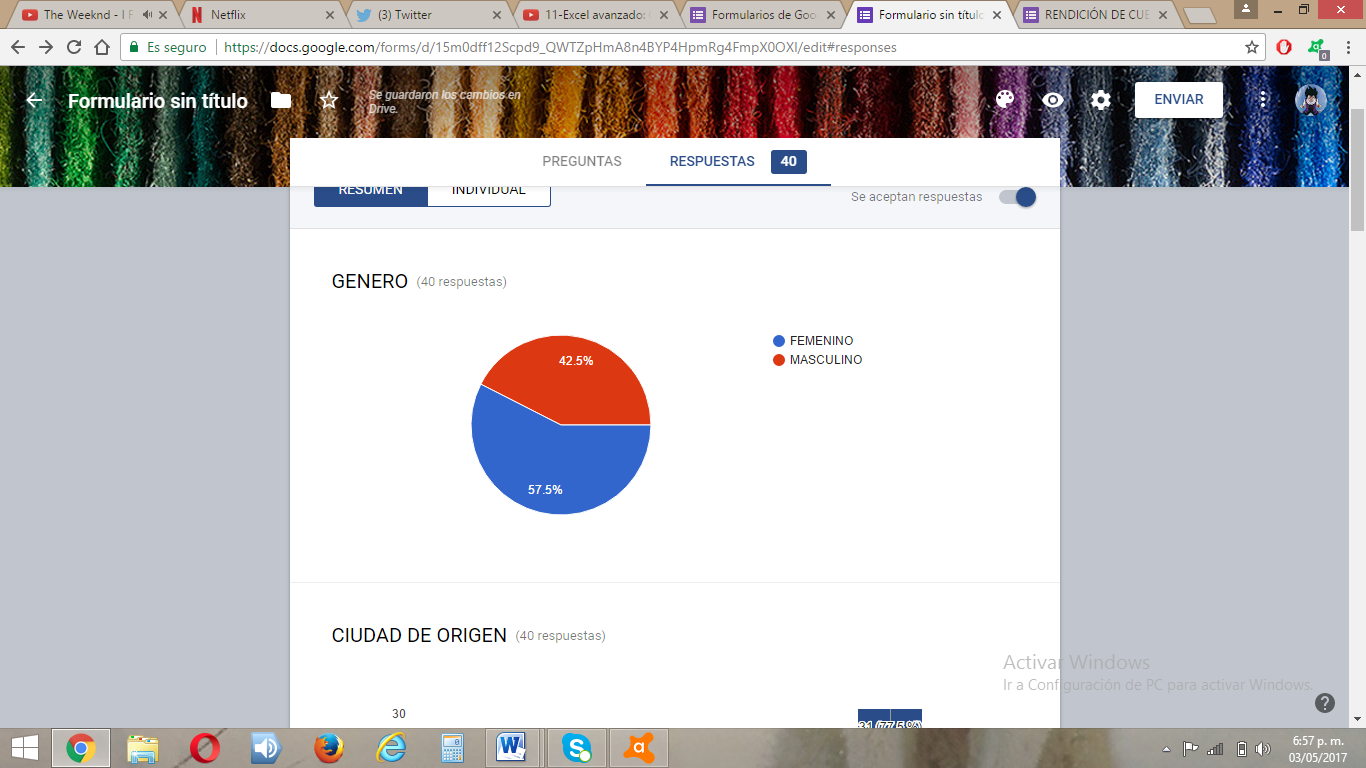 The Weeknd - I F
Netflix
(3) Twitter
11-Excel avanzado:
Formularios de Goo
Formulario sin título
RENDICIÓN DE CUE
Es seguro
https://docs.google.com/forms/d/15m0dff12Scpd9_QWTZpHmA8n4BYP4HpmRg4FmpX0OXI/edit#responses
0
Formulario sin título
Se guardaron los cambios en
Drive.
ENVIAR
PREGUNTAS
RESPUESTAS 40
RESUMEN
INDIVIDUAL
Se aceptan respuestas
GENERO (40 respuestas)
42.5%
57.5%
FEMENINO
MASCULINO
CIUDAD DE ORIGEN (40 respuestas)
30
Activar Windows
Ir a Configuración de PC para activar Windows.
6:57 p. m.
03/05/2017